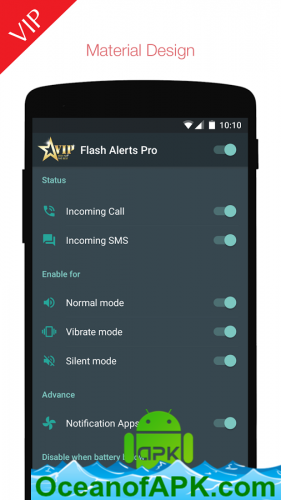 VIP
Material Design
10:10
VIP
Flash Alerts Pro
Status
Incoming Call
Incoming SMS
Enable for
Normal mode
Vibrate mode
Silent mode
Advance
Notification Apps
APK
Disable when battery
OceanofAPK.com